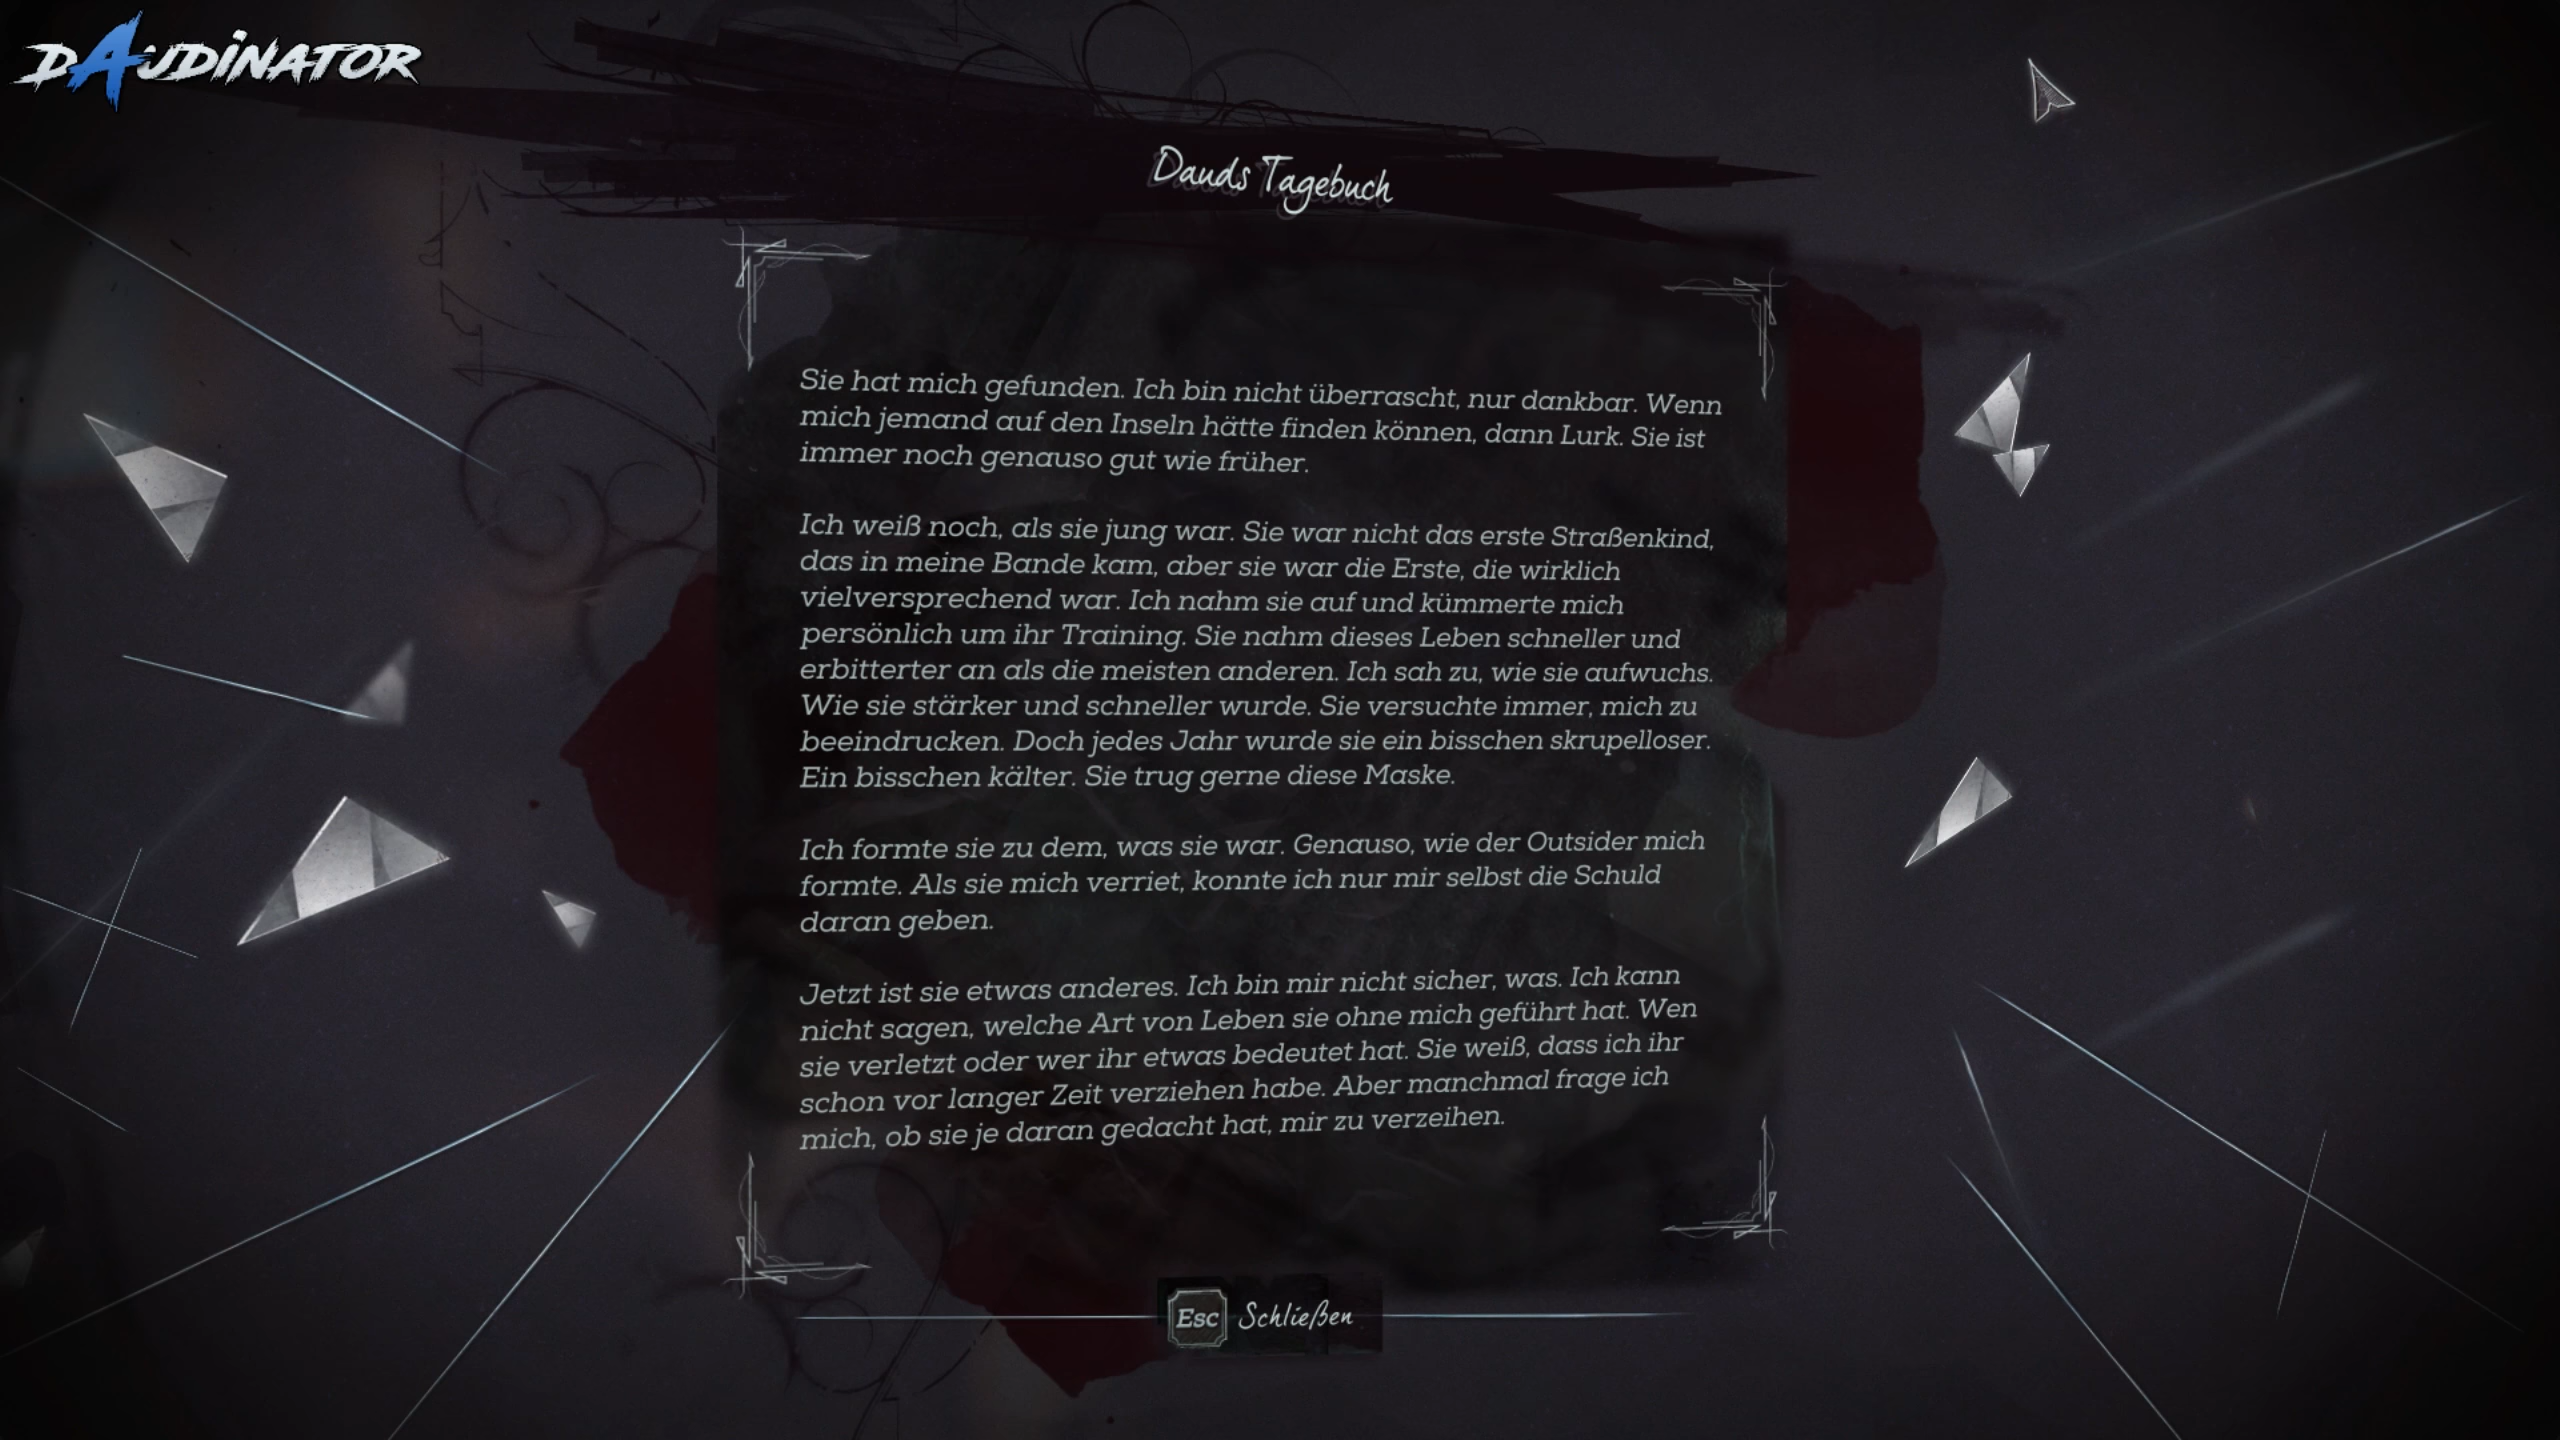 DAUDINATOR
Dauds Tagebuch
Sie hat mich gefunden. Ich bin nicht überrascht, nur dankbar. Wenn
mich jemand auf den Inseln hätte finden können, dann Lurk. Sie ist
immer noch genauso gut wie früher.
Ich weiß noch, als sie jung war. Sie war nicht das erste Straßenkind,
das in meine Bande kam, aber sie war die Erste, die wirklich
vielversprechend war. Ich nahm sie auf und kümmerte mich
persönlich um ihr Training. Sie nahm dieses Leben schneller und
erbitterter an als die meisten anderen. Ich sah zu, wie sie aufwuchs.
Wie sie stärker und schneller wurde. Sie versuchte immer, mich zu
beeindrucken. Doch jedes Jahr wurde sie ein bisschen skrupelloser.
Ein bisschen kälter. Sie trug gerne diese Maske.
Ich formte sie zu dem, was sie war. Genauso, wie der Outsider mich
formte. Als sie mich verriet, konnte ich nur mir selbst die Schuld
daran geben.
Jetzt ist sie etwas anderes. Ich bin mir nicht sicher, was. Ich kann
nicht sagen, welche Art von Leben sie ohne mich geführt hat. Wen
sie verletzt oder wer ihr etwas bedeutet hat. Sie weiß, dass ich ihr
schon vor langer Zeit verziehen habe. Aber manchmal frage ich
mich, ob sie je daran gedacht hat, mir zu verzeihen.
Esc Schließen